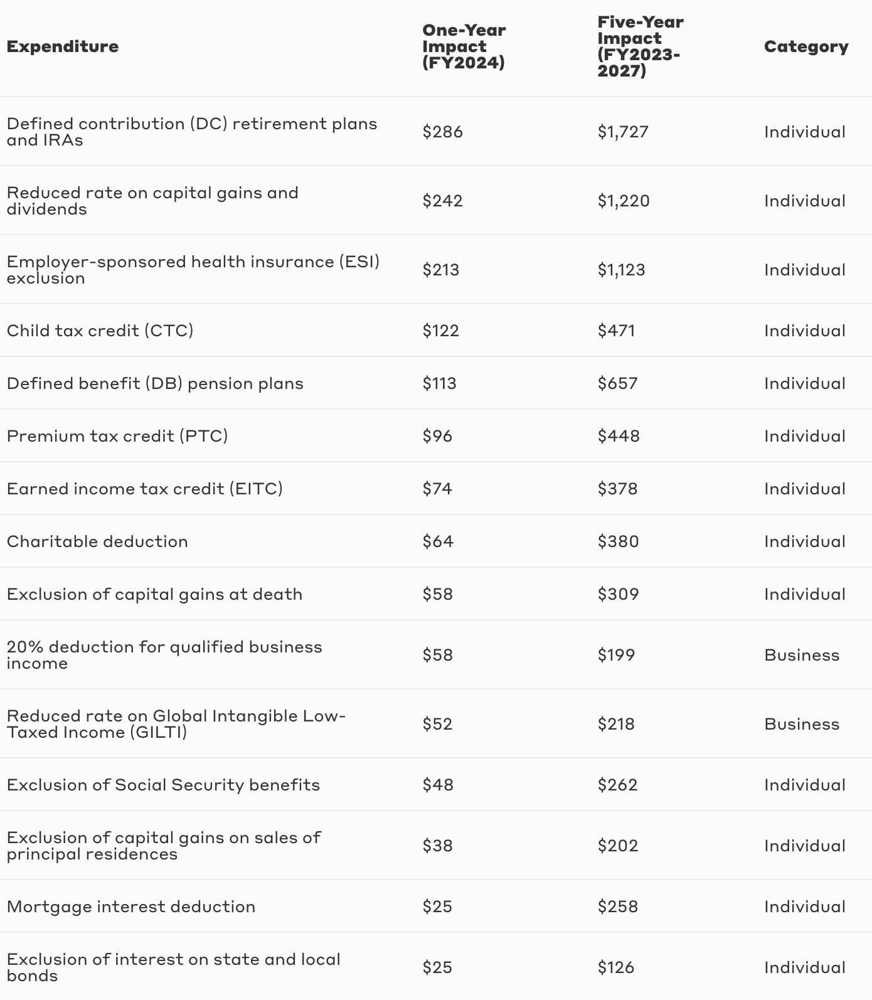 Expenditure
One-Year
Impact
(FY2024)
Five-Year
Impact
(FY2023-
2027)
Category
Defined contribution (DC) retirement plans
and IRAs
$286
$1,727
Individual
Reduced rate on capital gains and
dividends
$242
$1,220
Individual
Employer-sponsored health insurance (ESI)
exclusion
$213
$1,123
Individual
Child tax credit (CTC)
$122
$471
Individual
Defined benefit (DB) pension plans
$113
$657
Individual
Premium tax credit (PTC)
$96
$448
Individual
Earned income tax credit (EITC)
$74
$378
Individual
Charitable deduction
$64
$380
Individual
Exclusion of capital gains at death
$58
$309
Individual
20% deduction for qualified business
income
$58
$199
Business
Reduced rate on Global Intangible Low-
Taxed Income (GILTI)
$52
$218
Business
Exclusion of Social Security benefits
$48
$262
Individual
Exclusion of capital gains on sales of
principal residences
$38
$202
Individual
Mortgage interest deduction
$25
$258
Individual
Exclusion of interest on state and local
bonds
$25
$126
Individual